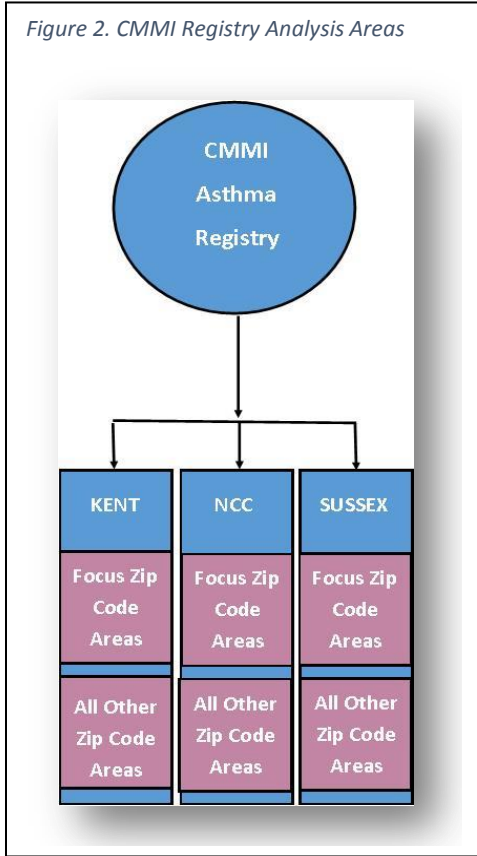 Figure 2. CMMI Registry Analysis Areas
CMMI
Asthma
Registry
KENT
NCC
SUSSEX
Focus Zip
Code
Areas
Focus Zip
Code
Areas
Focus Zip
Code
Areas
All Other
Zip Code
Areas
All Other
Zip Code
Areas
All Other
Zip Code
Areas